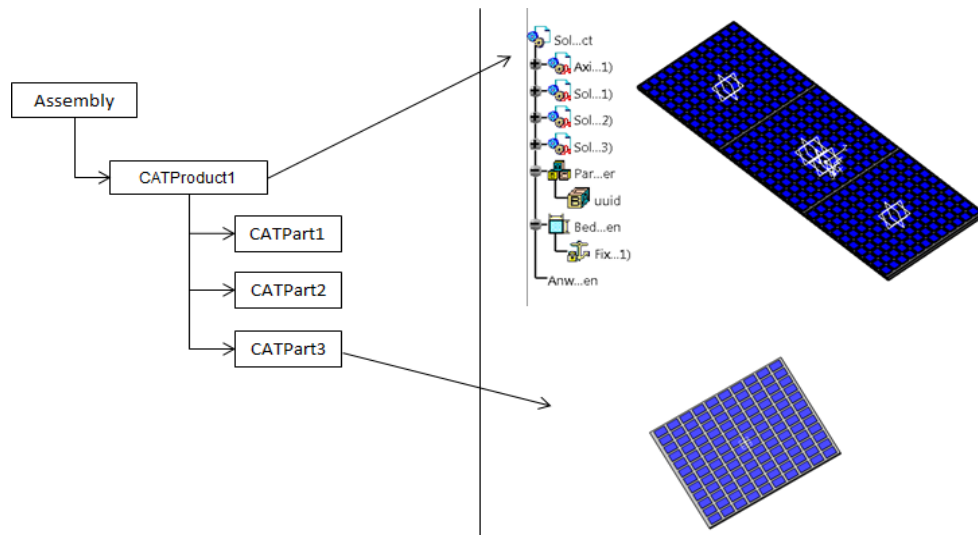 Assembly
CATProduct1
CATPart1
CATPart2
CATPart3
Sol...ct
Axi...1)
Sol...1)
Sol...2)
Sol...3)
Par...er
uuid
Bed...en
Fix...1)
Anw...en